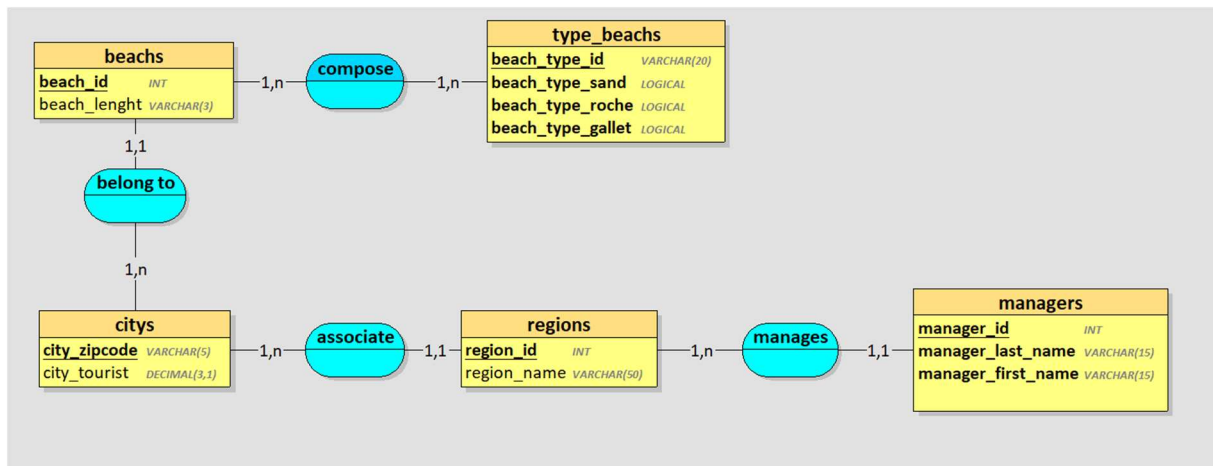 beachs
beach_id INT
beach_lenght VARCHAR(3)
1,n
compose
1,n
type_beachs
beach_type_id VARCHAR(20)
beach_type_sand LOGICAL
beach_type_roche LOGICAL
beach_type_gallet LOGICAL
1,1
belong to
1,n
citys
city_zipcode VARCHAR(5)
city_tourist DECIMAL(3,1)
1,n
associate
1,1
regions
region_id INT
region_name VARCHAR(50)
1,n
manages
1,1
managers
manager_id INT
manager_last_name VARCHAR(15)
manager_first_name VARCHAR(15)